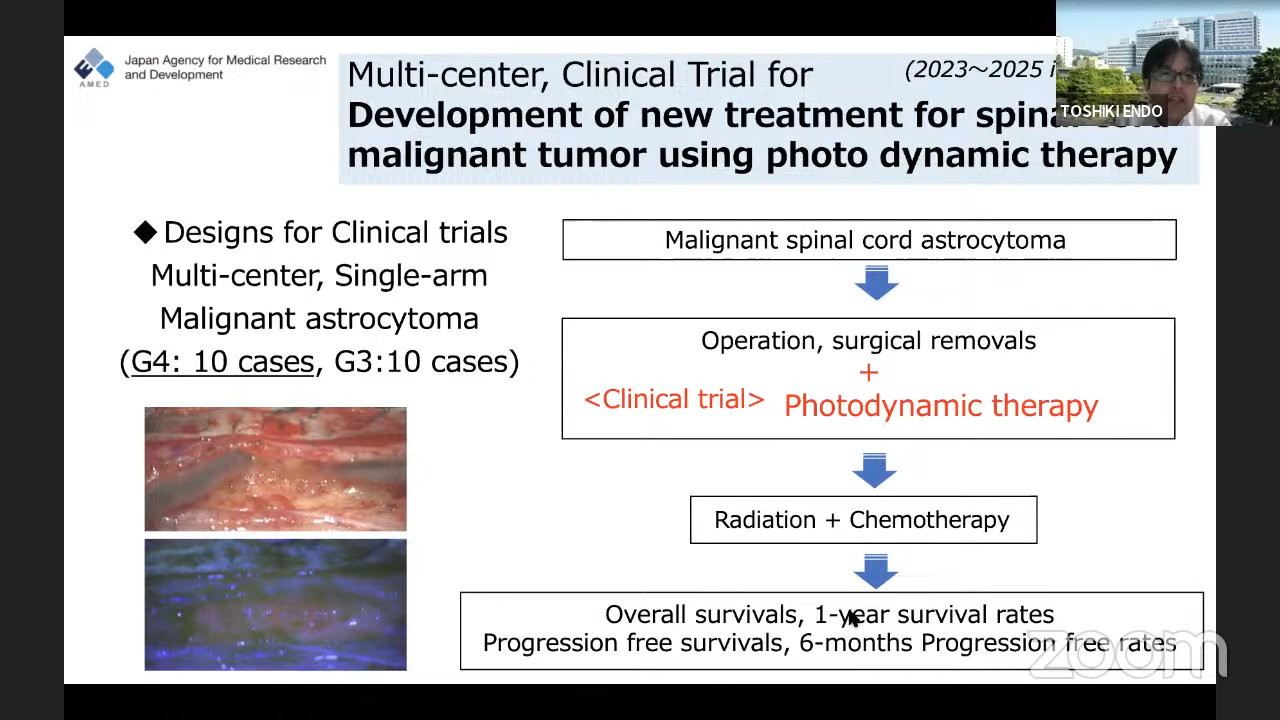 Japan Agency for Medical Research
and Development
AMED
Multi-center, Clinical Trial for
(2023~2025 i
Development of new treatment for spinal cord
malignant tumor using photo dynamic therapy
TOSHIKI ENDO
◆Designs for Clinical trials
Multi-center, Single-arm
Malignant astrocytoma
(G4: 10 cases, G3:10 cases)
Malignant spinal cord astrocytoma
Operation, surgical removals
+
<Clinical trial> Photodynamic therapy
Radiation + Chemotherapy
Overall survivals, 1-year survival rates
Progression free survivals, 6-months Progression free rates
zoom